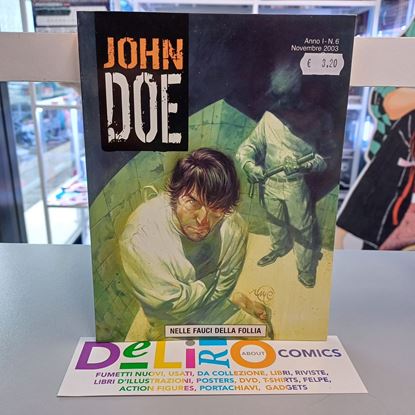 JOHN
DOE
Anno I - N. 6
Novembre 2003
€ 3,20
NELLE FAUCI DELLA FOLLIA
DeLiRiO ABOUT COMICS
FUMETTI NUOVI, USATI, DA COLLEZIONE, LIBRI, RIVISTE,
LIBRI D'ILLUSTRAZIONI, POSTERS, DVD, T-SHIRTS, FELPE,
ACTION FIGURES, PORTACHIAVI, GADGETS